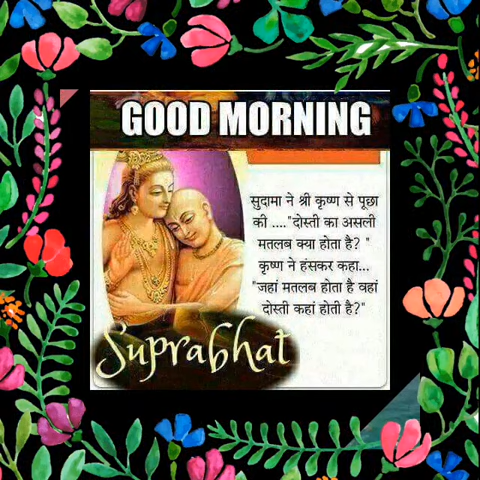 GOOD MORNING
सुदामा ने श्री कृष्ण से पूछा
की ...."दोस्ती का असली
मतलब क्या होता है? "
कृष्ण ने हंसकर कहा...
"जहां मतलब होता है वहां
दोस्ती कहां होती है?"
Suprabhat